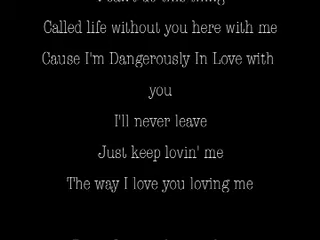 Called life without you here with me
Cause I'm Dangerously In Love with
you
I'll never leave
Just keep lovin' me
The way I love you loving me